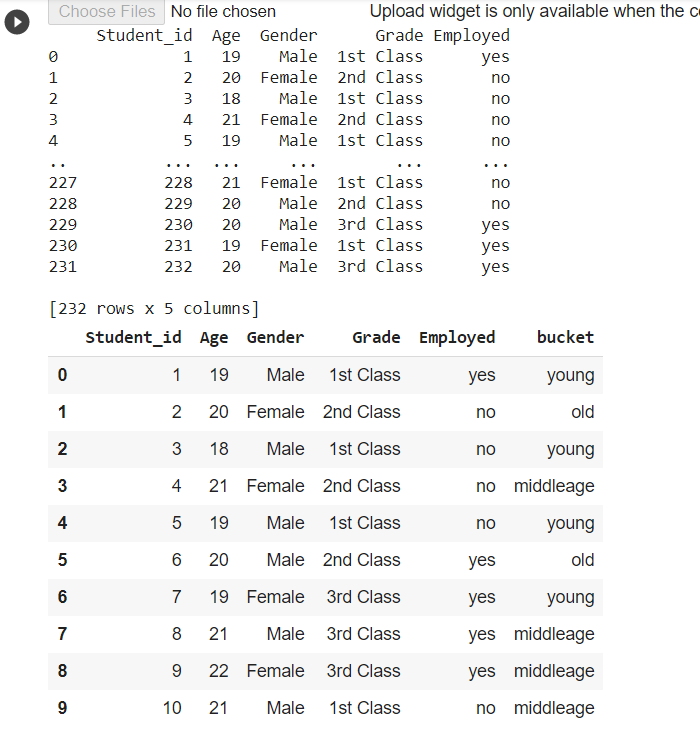 Choose Files No file chosen Upload widget is only available when the c
Student_id Age Gender Grade Employed
0 1 19 Male 1st Class yes
1 2 20 Female 2nd Class no
2 3 18 Male 1st Class no
3 4 21 Female 2nd Class no
4 5 19 Male 1st Class no
.. ... ... ... ... ...
227 228 21 Female 1st Class no
228 229 20 Male 2nd Class no
229 230 20 Male 3rd Class yes
230 231 19 Female 1st Class yes
231 232 20 Male 3rd Class yes
[232 rows x 5 columns]
Student_id Age Gender Grade Employed bucket
0 1 19 Male 1st Class yes young
1 2 20 Female 2nd Class no old
2 3 18 Male 1st Class no young
3 4 21 Female 2nd Class no middleage
4 5 19 Male 1st Class no young
5 6 20 Male 2nd Class yes old
6 7 19 Female 3rd Class yes young
7 8 21 Male 3rd Class yes middleage
8 9 22 Female 3rd Class yes middleage
9 10 21 Male 1st Class no middleage